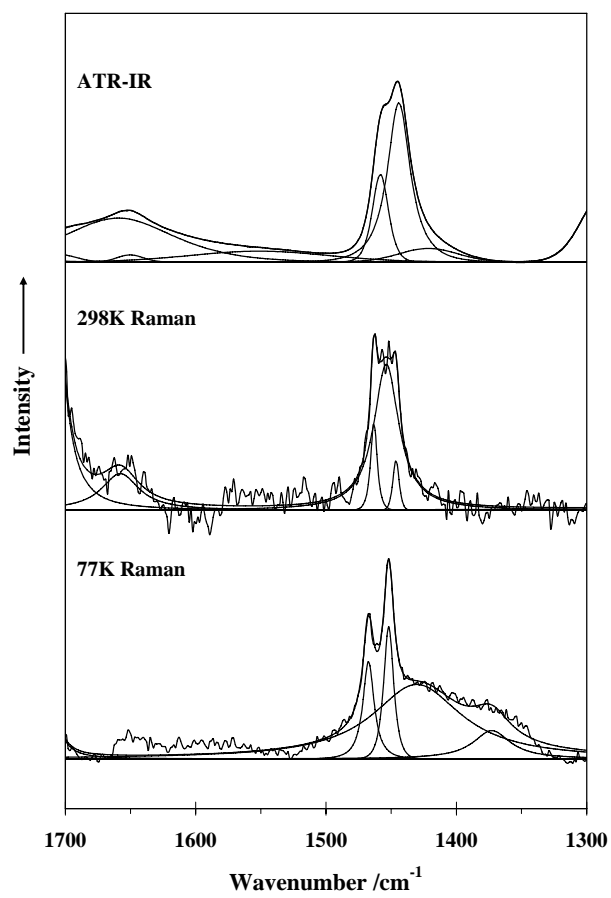 ATR-IR
298K Raman
Intensity
77K Raman
1700 1600 1500 1400 1300
Wavenumber /cm-1